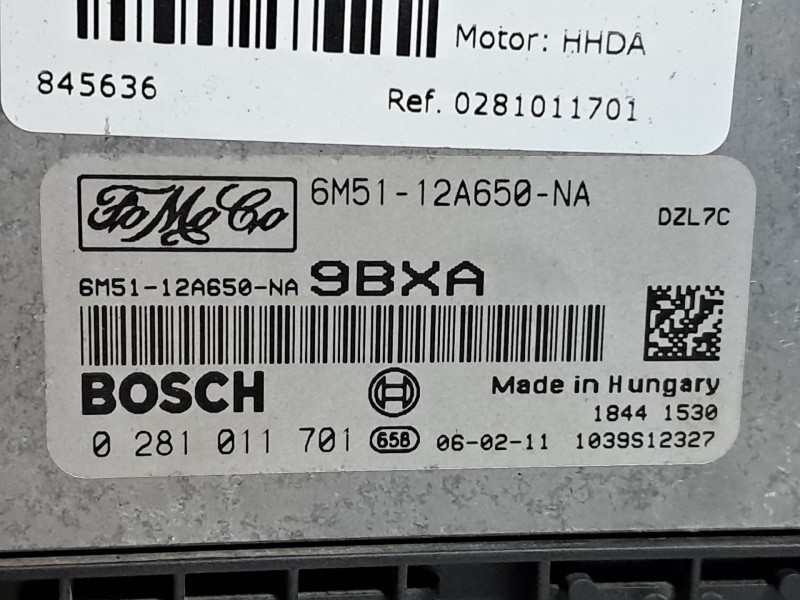 Motor: HHDA
845636
Ref. 0281011701
FoMoCo
6M51-12A650-NA
DZL7C
6M51-12A650-NA 9BXA
BOSCH
Made in Hungary
1844 1530
0 281 011 701 658 06-02-11 1039S12327